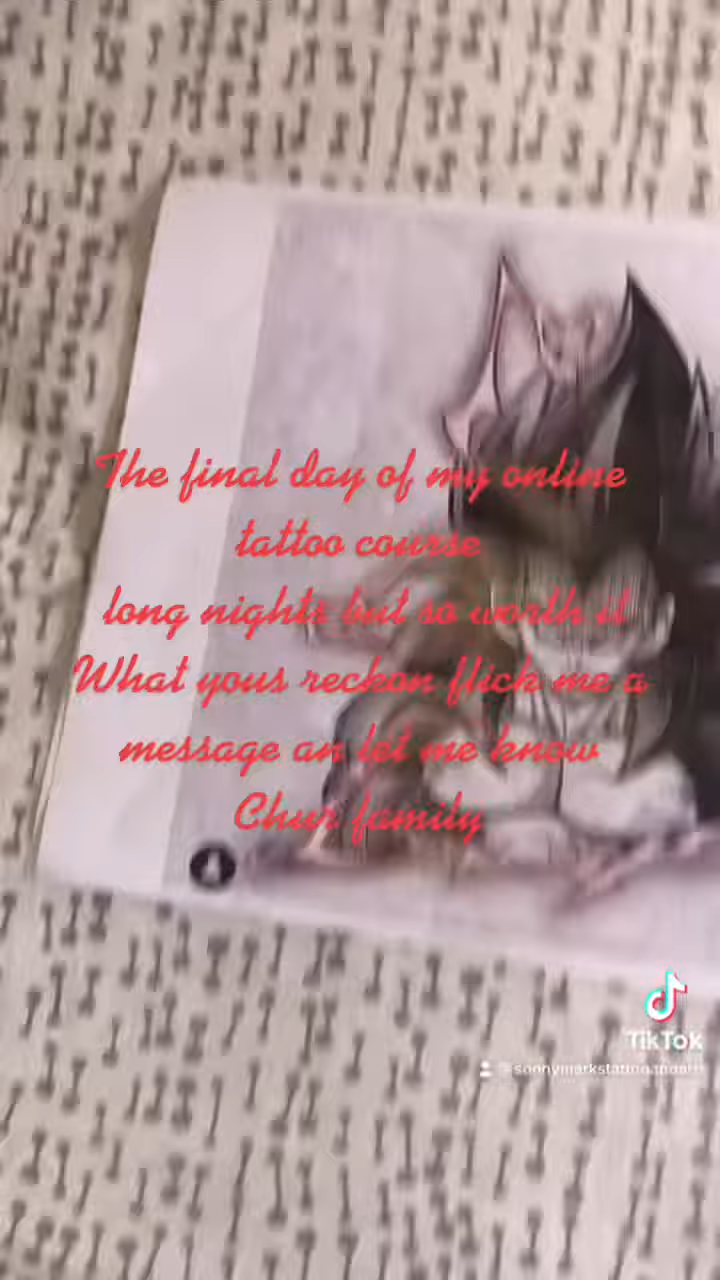 The final day of my online
tattoo course
long nights but so worth it
What yous reckon flick me a
message an let me know
Chur family
TikTok